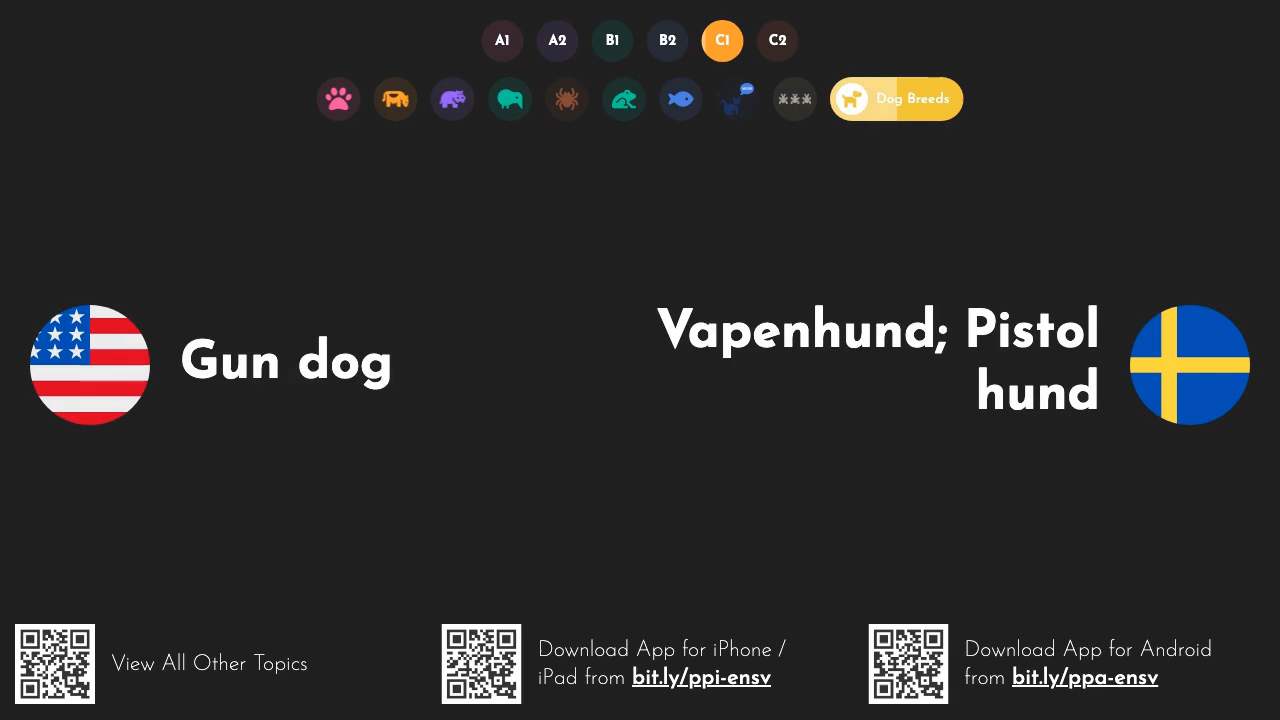 A1 A2 B1 B2 C1 C2
Dog Breeds
Gun dog
Vapenhund; Pistol
hund
View All Other Topics
Download App for iPhone /
iPad from bit.ly/ppi-ensv
Download App for Android
from bit.ly/ppa-ensv